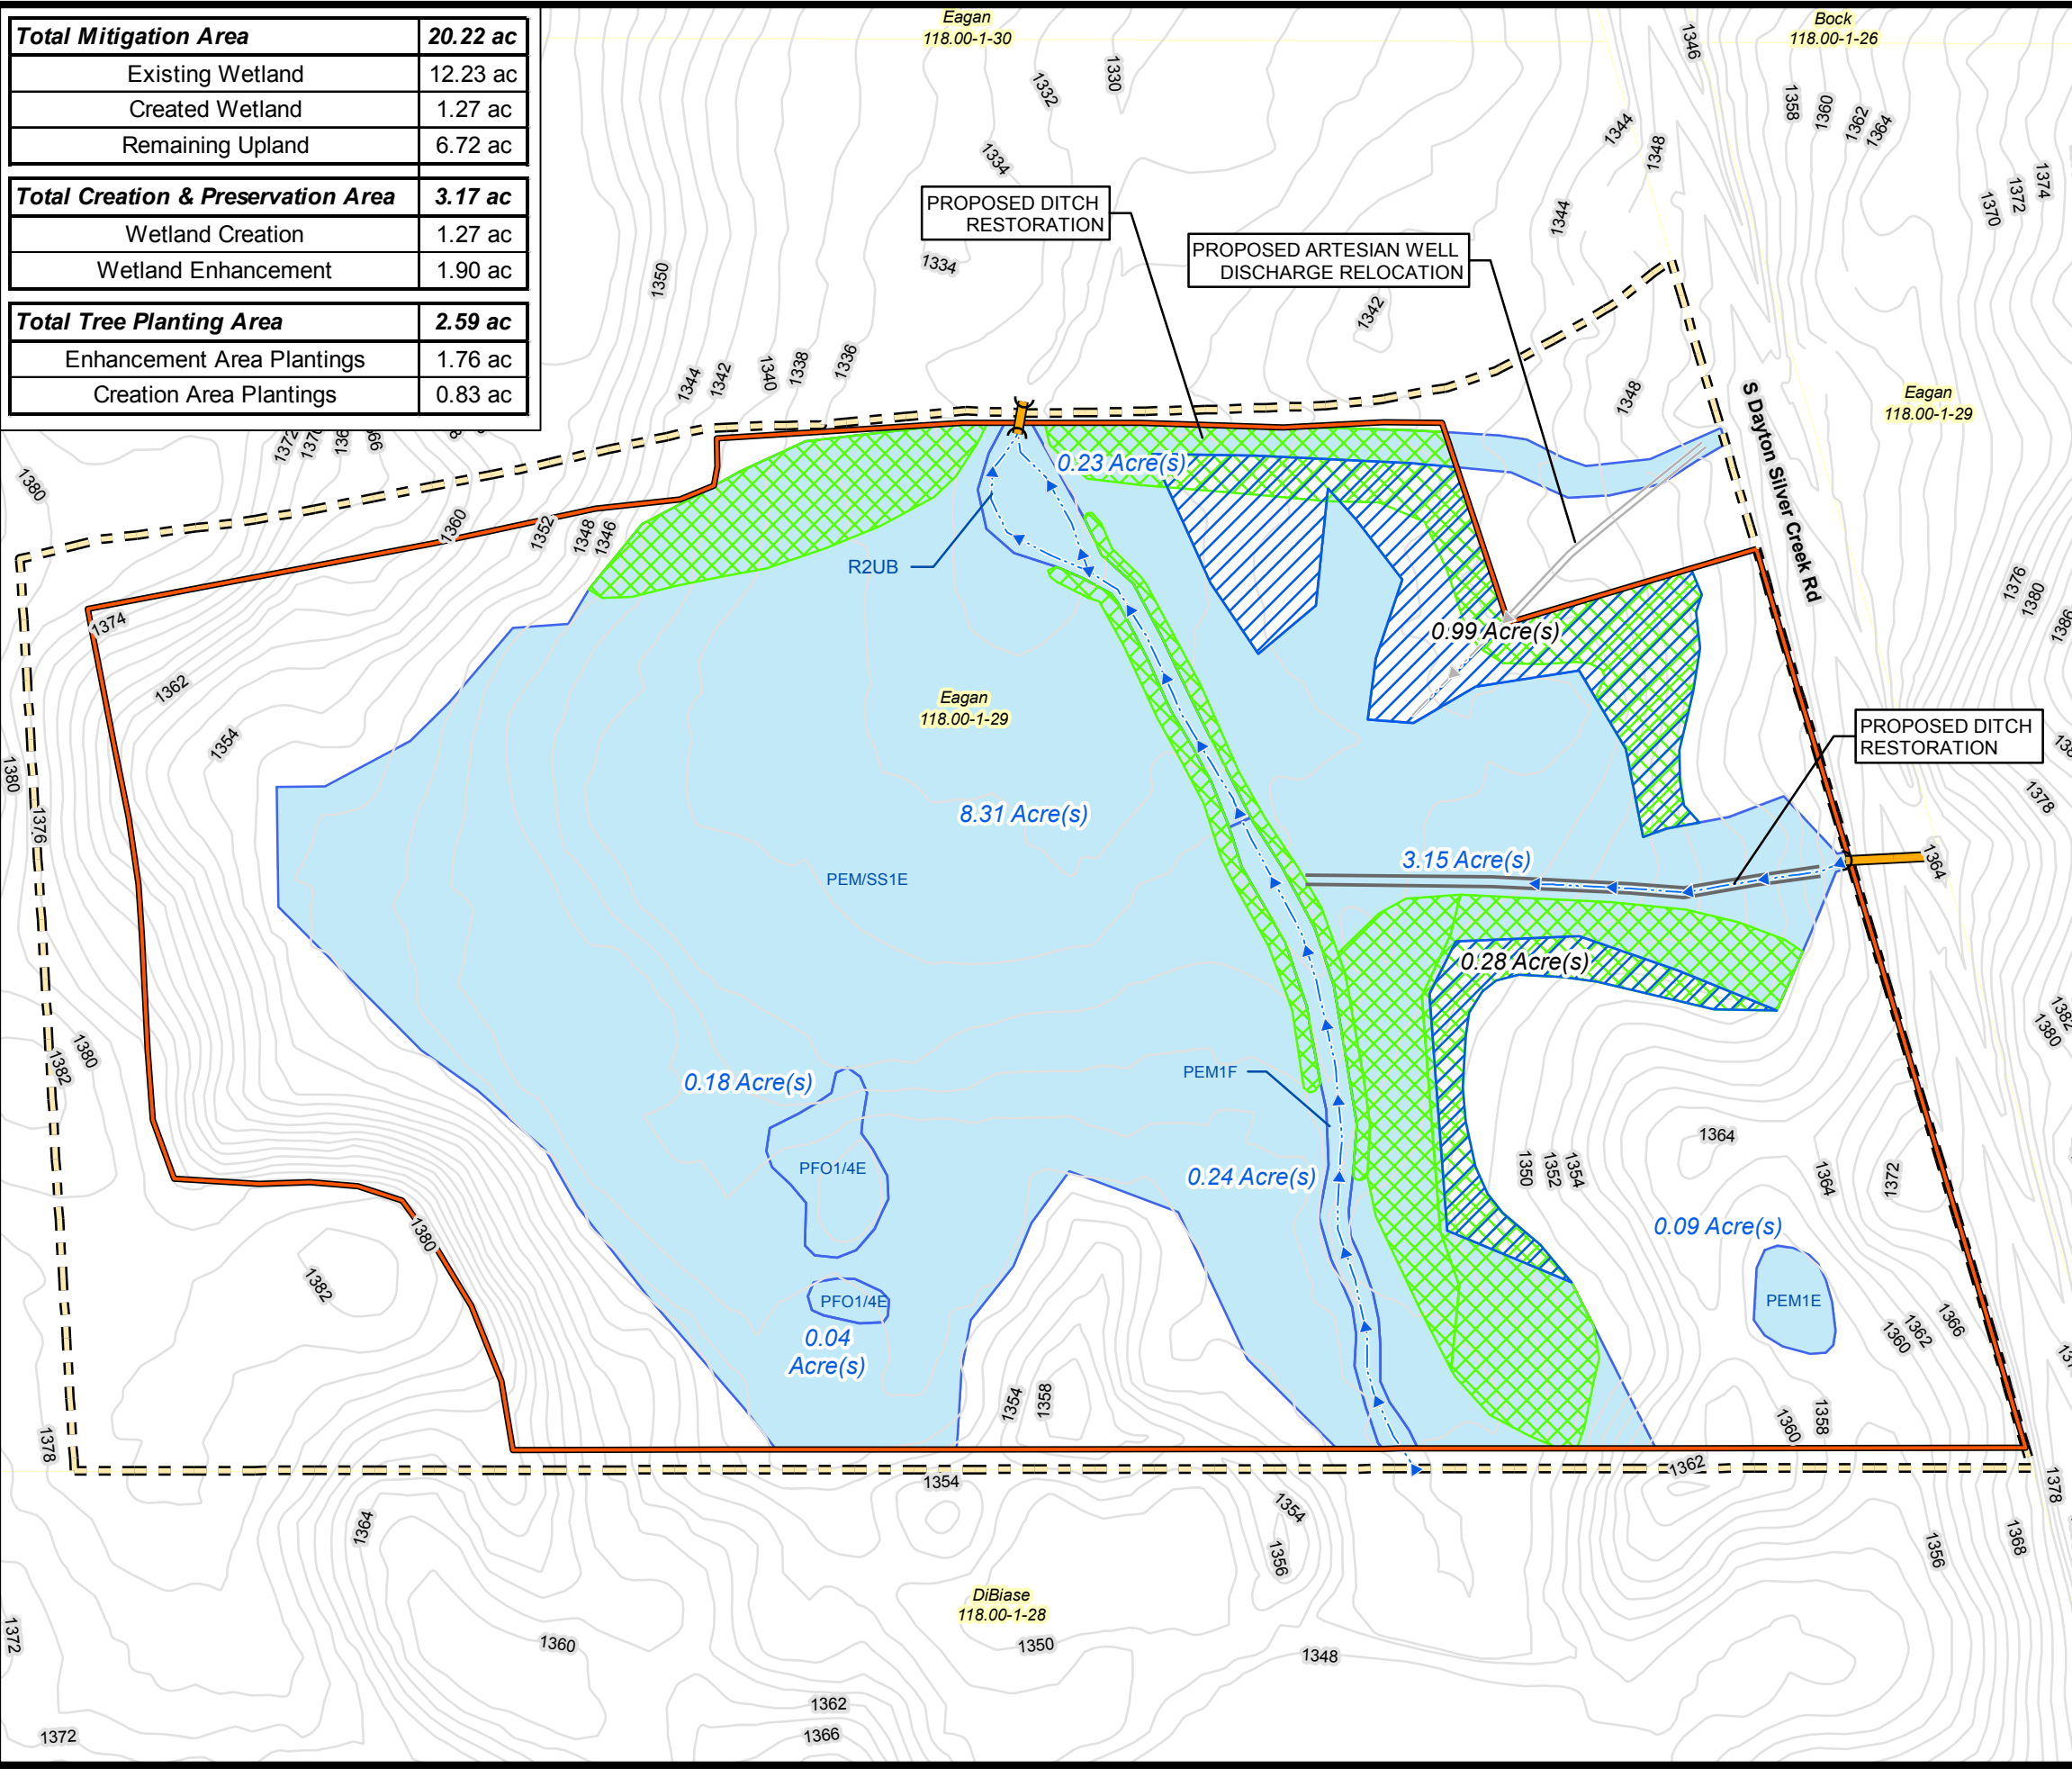 Total Mitigation Area 20.22 ac
Existing Wetland 12.23 ac
Created Wetland 1.27 ac
Remaining Upland 6.72 ac
Total Creation & Preservation Area 3.17 ac
Wetland Creation 1.27 ac
Wetland Enhancement 1.90 ac
Total Tree Planting Area 2.59 ac
Enhancement Area Plantings 1.76 ac
Creation Area Plantings 0.83 ac
Eagan
118.00-1-30
Bock
118.00-1-26
1332
1330
1346
1358
1360
1362
1364
1344
1348
1334
1374
1372
1370
1344
PROPOSED DITCH
RESTORATION
PROPOSED ARTESIAN WELL
DISCHARGE RELOCATION
1334
1350
1342
1344
1342
1340
1338
1336
1348
S Dayton Silver Creek Rd
Eagan
118.00-1-29
1372
1380
1360
1352
1348
1346
0.23 Acre(s)
R2UB
1374
0.99 Acre(s)
1376
1380
1386
1362
1354
Eagan
118.00-1-29
PROPOSED DITCH
RESTORATION
1380
1376
8.31 Acre(s)
1378
3.15 Acre(s)
1364
PEM/SS1E
0.28 Acre(s)
1382
1380
1380
1382
0.18 Acre(s)
PEM1F
1364
PFO1/4E
0.24 Acre(s)
1350
1352
1354
1364
1372
1380
0.09 Acre(s)
1382
PFO1/4E
PEM1E
0.04
Acre(s)
1360
1362
1366
1354
1358
1360
1358
1378
1362
1354
1378
1364
1354
1356
1356
1368
DiBiase
118.00-1-28
1372
1360
1350
1348
1362
1372
1366